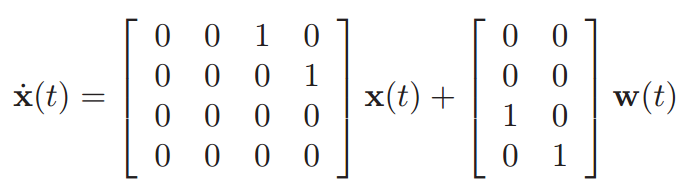 ẋ(t) = [ 0 0 1 0 ; 0 0 0 1 ; 0 0 0 0 ; 0 0 0 0 ] x(t) + [ 0 0 ; 0 0 ; 1 0 ; 0 1 ] w(t)